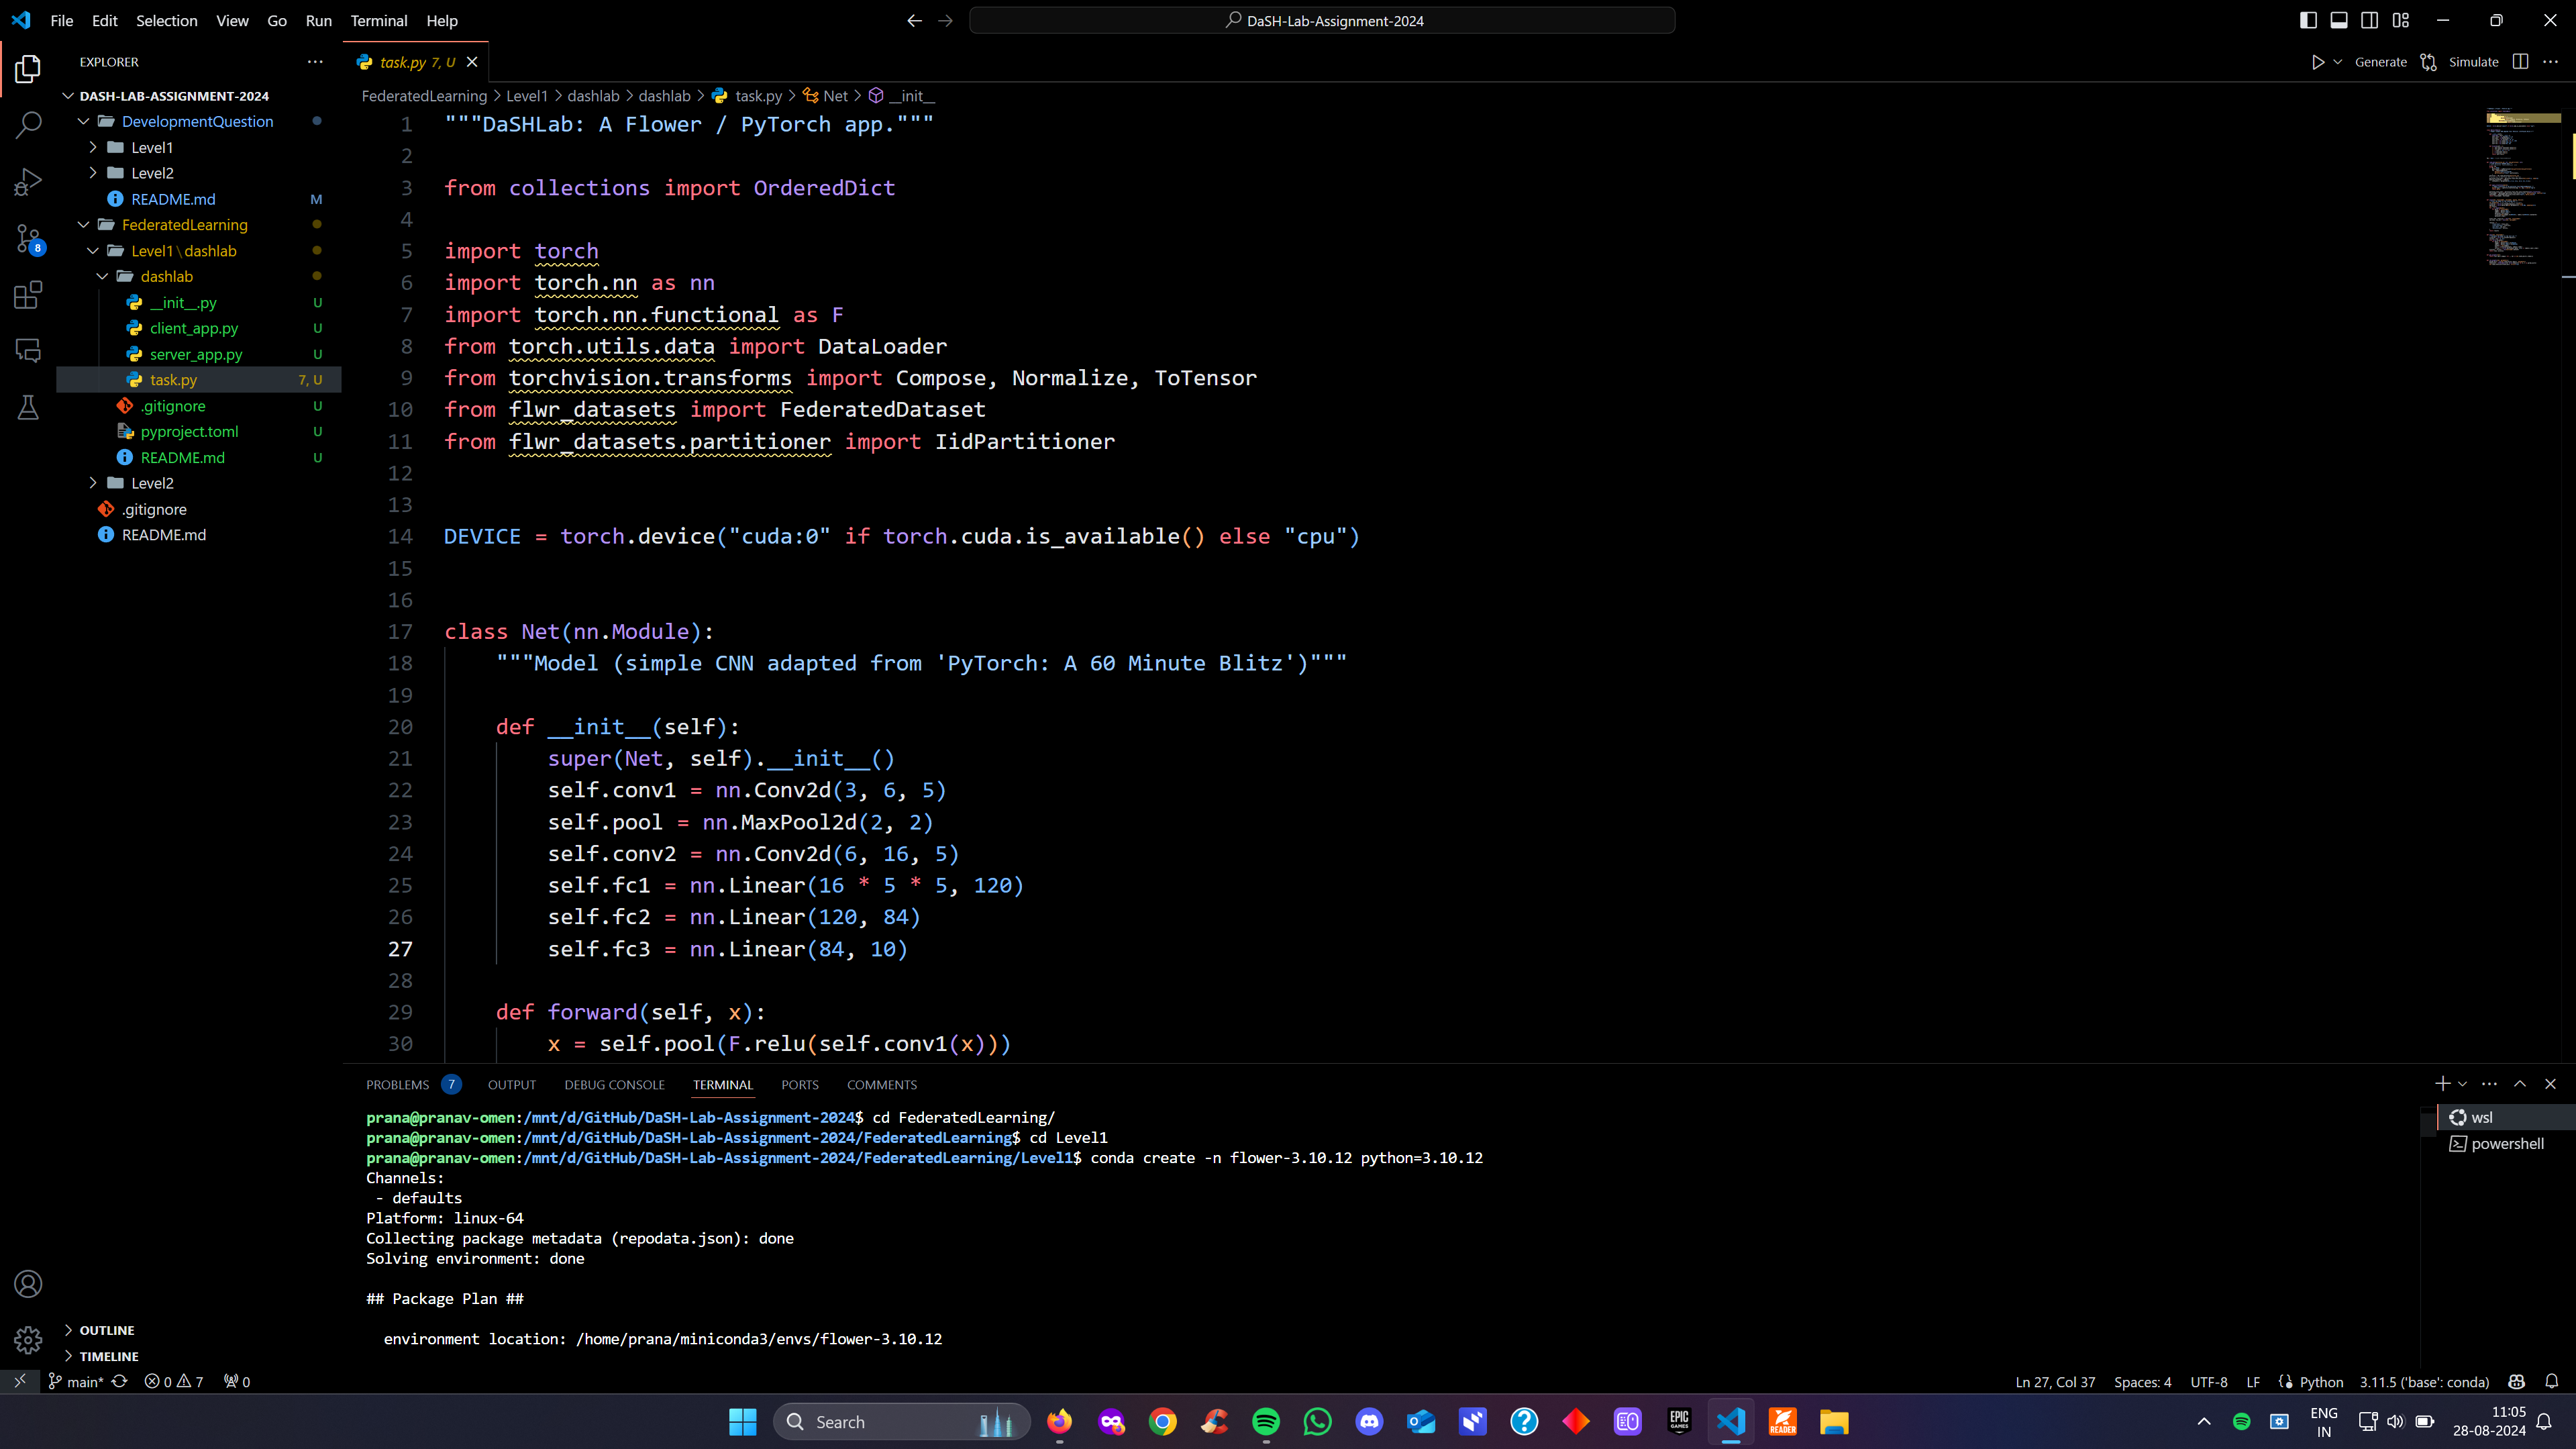 File Edit Selection View Go Run Terminal Help
DaSH-Lab-Assignment-2024
EXPLORER
DASH-LAB-ASSIGNMENT-2024
DevelopmentQuestion
Level1
Level2
README.md M
FederatedLearning
Level1\dashlab
dashlab
__init__.py U
client_app.py U
server_app.py U
task.py 7, U
.gitignore U
pyproject.toml U
README.md U
Level2
.gitignore
README.md
8
OUTLINE
TIMELINE
task.py 7, U
Generate Simulate
FederatedLearning > Level1 > dashlab > dashlab > task.py > Net > __init__
1 """DaSHLab: A Flower / PyTorch app."""
2
3 from collections import OrderedDict
4
5 import torch
6 import torch.nn as nn
7 import torch.nn.functional as F
8 from torch.utils.data import DataLoader
9 from torchvision.transforms import Compose, Normalize, ToTensor
10 from flwr_datasets import FederatedDataset
11 from flwr_datasets.partitioner import IidPartitioner
12
13
14 DEVICE = torch.device("cuda:0" if torch.cuda.is_available() else "cpu")
15
16
17 class Net(nn.Module):
18 """Model (simple CNN adapted from 'PyTorch: A 60 Minute Blitz')"""
19
20 def __init__(self):
21 super(Net, self).__init__()
22 self.conv1 = nn.Conv2d(3, 6, 5)
23 self.pool = nn.MaxPool2d(2, 2)
24 self.conv2 = nn.Conv2d(6, 16, 5)
25 self.fc1 = nn.Linear(16 * 5 * 5, 120)
26 self.fc2 = nn.Linear(120, 84)
27 self.fc3 = nn.Linear(84, 10)
28
29 def forward(self, x):
30 x = self.pool(F.relu(self.conv1(x)))
PROBLEMS 7 OUTPUT DEBUG CONSOLE TERMINAL PORTS COMMENTS
prana@pranav-omen:/mnt/d/GitHub/DaSH-Lab-Assignment-2024$ cd FederatedLearning/
prana@pranav-omen:/mnt/d/GitHub/DaSH-Lab-Assignment-2024/FederatedLearning$ cd Level1
prana@pranav-omen:/mnt/d/GitHub/DaSH-Lab-Assignment-2024/FederatedLearning/Level1$ conda create -n flower-3.10.12 python=3.10.12
Channels:
- defaults
Platform: linux-64
Collecting package metadata (repodata.json): done
Solving environment: done
## Package Plan ##
environment location: /home/prana/miniconda3/envs/flower-3.10.12
wsl
powershell
main* 0 7 0
Ln 27, Col 37 Spaces: 4 UTF-8 LF Python 3.11.5 ('base': conda)
Search
EPIC GAMES
READER
ENG
IN
11:05
28-08-2024